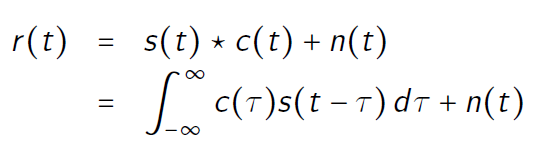 r(t) = s(t) ⋆ c(t) + n(t)
= ∫_{-∞}^{∞} c(τ)s(t − τ) dτ + n(t)